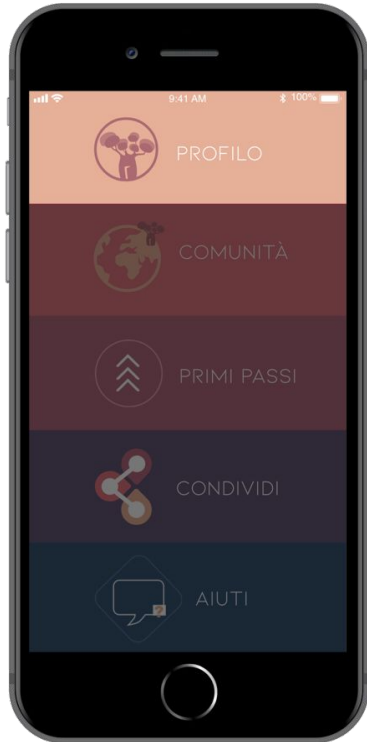 9:41 AM 100%
PROFILO
COMUNITÀ
PRIMI PASSI
CONDIVIDI
?
AIUTI